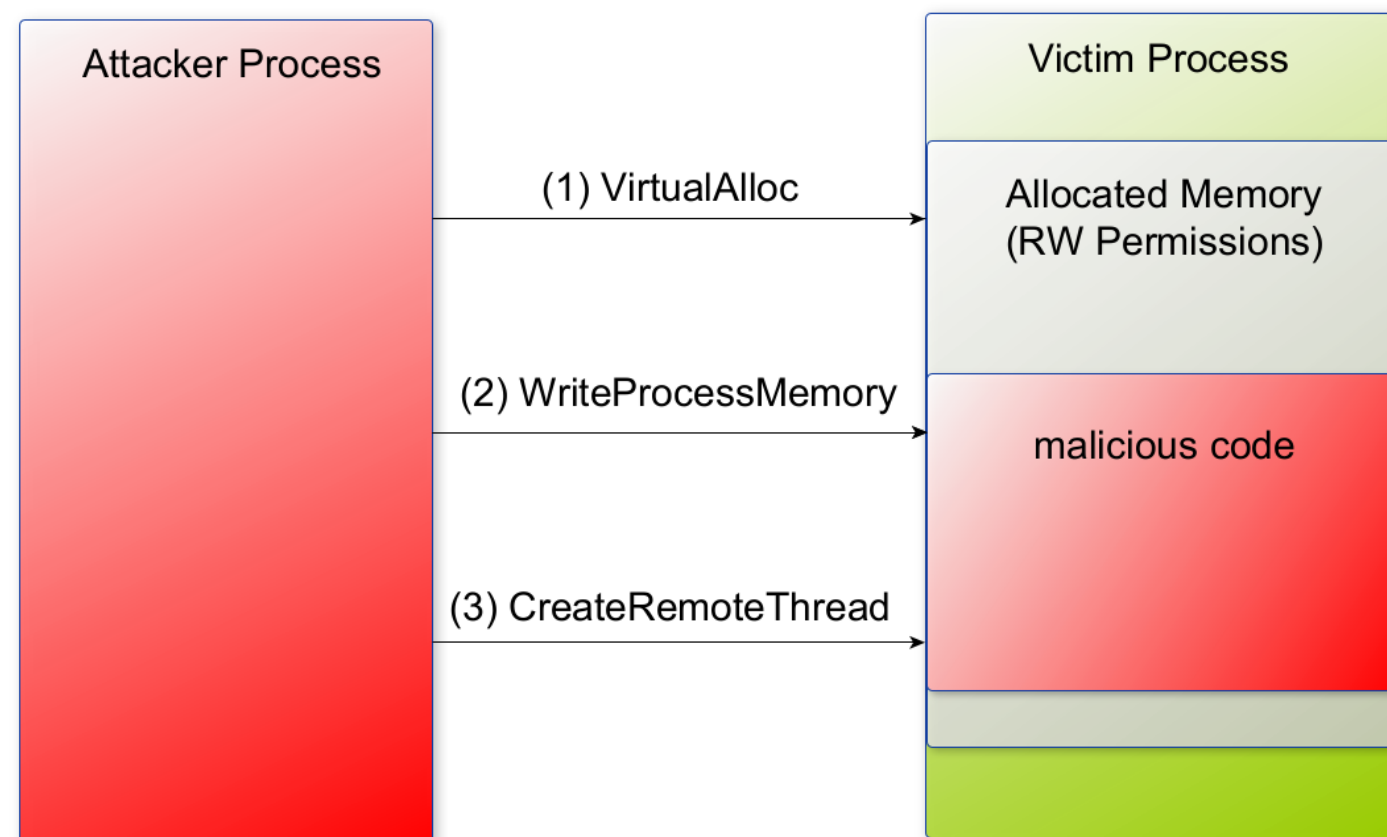 Attacker Process
Victim Process
(1) VirtualAlloc
Allocated Memory
(RW Permissions)
(2) WriteProcessMemory
malicious code
(3) CreateRemoteThread